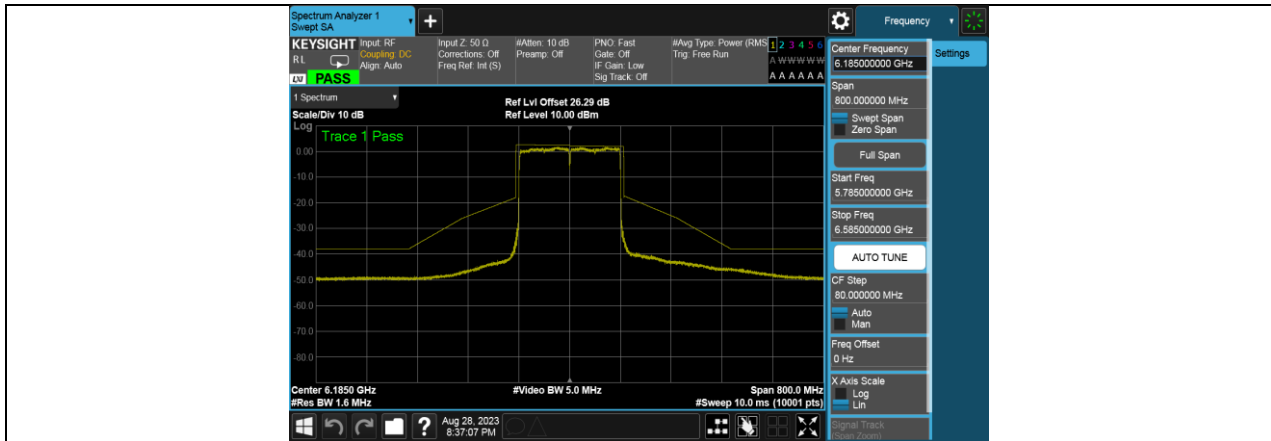 Spectrum Analyzer 1
Swept SA
Frequency
KEYSIGHT
R L
LXI PASS
Input: RF
Coupling: DC
Align: Auto
Input Z: 50 Ω
Corrections: Off
Freq Ref: Int (S)
#Atten: 10 dB
Preamp: Off
PNO: Fast
Gate: Off
IF Gain: Low
Sig Track: Off
#Avg Type: Power (RMS
Trig: Free Run
1 2 3 4 5 6
A W W W W W
A A A A A A
1 Spectrum
Scale/Div 10 dB
Ref Lvl Offset 26.29 dB
Ref Level 10.00 dBm
Log
Trace 1 Pass
0.00
-10.0
-20.0
-30.0
-40.0
-50.0
-60.0
-70.0
-80.0
Center 6.1850 GHz
#Res BW 1.6 MHz
#Video BW 5.0 MHz
Span 800.0 MHz
#Sweep 10.0 ms (10001 pts)
Aug 28, 2023
8:37:07 PM
Center Frequency
6.185000000 GHz
Settings
Span
800.000000 MHz
Swept Span
Zero Span
Full Span
Start Freq
5.785000000 GHz
Stop Freq
6.585000000 GHz
AUTO TUNE
CF Step
80.000000 MHz
Auto
Man
Freq Offset
0 Hz
X Axis Scale
Log
Lin
Signal Track
(Span Zoom)